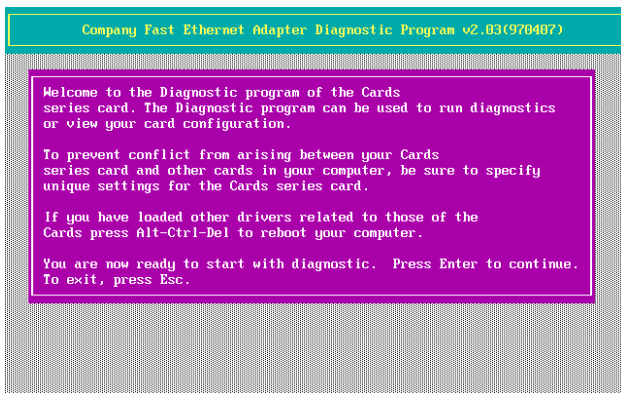 Company Fast Ethernet Adapter Diagnostic Program v2.03(970407)
Welcome to the Diagnostic program of the Cards
series card. The Diagnostic program can be used to run diagnostics
or view your card configuration.
To prevent conflict from arising between your Cards
series card and other cards in your computer, be sure to specify
unique settings for the Cards series card.
If you have loaded other drivers related to those of the
Cards press Alt-Ctrl-Del to reboot your computer.
You are now ready to start with diagnostic.  Press Enter to continue.
To exit, press Esc.